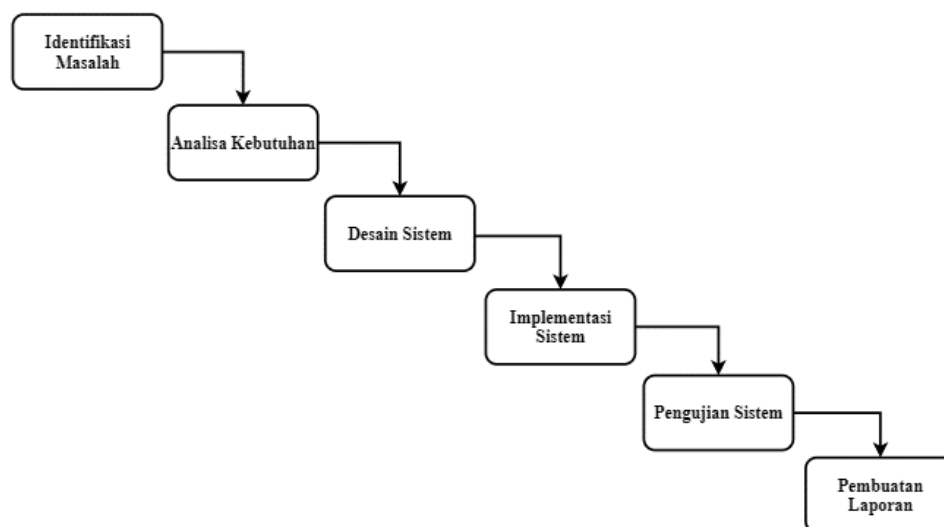 Identifikasi
Masalah
Analisa Kebutuhan
Desain Sistem
Implementasi
Sistem
Pengujian Sistem
Pembuatan
Laporan